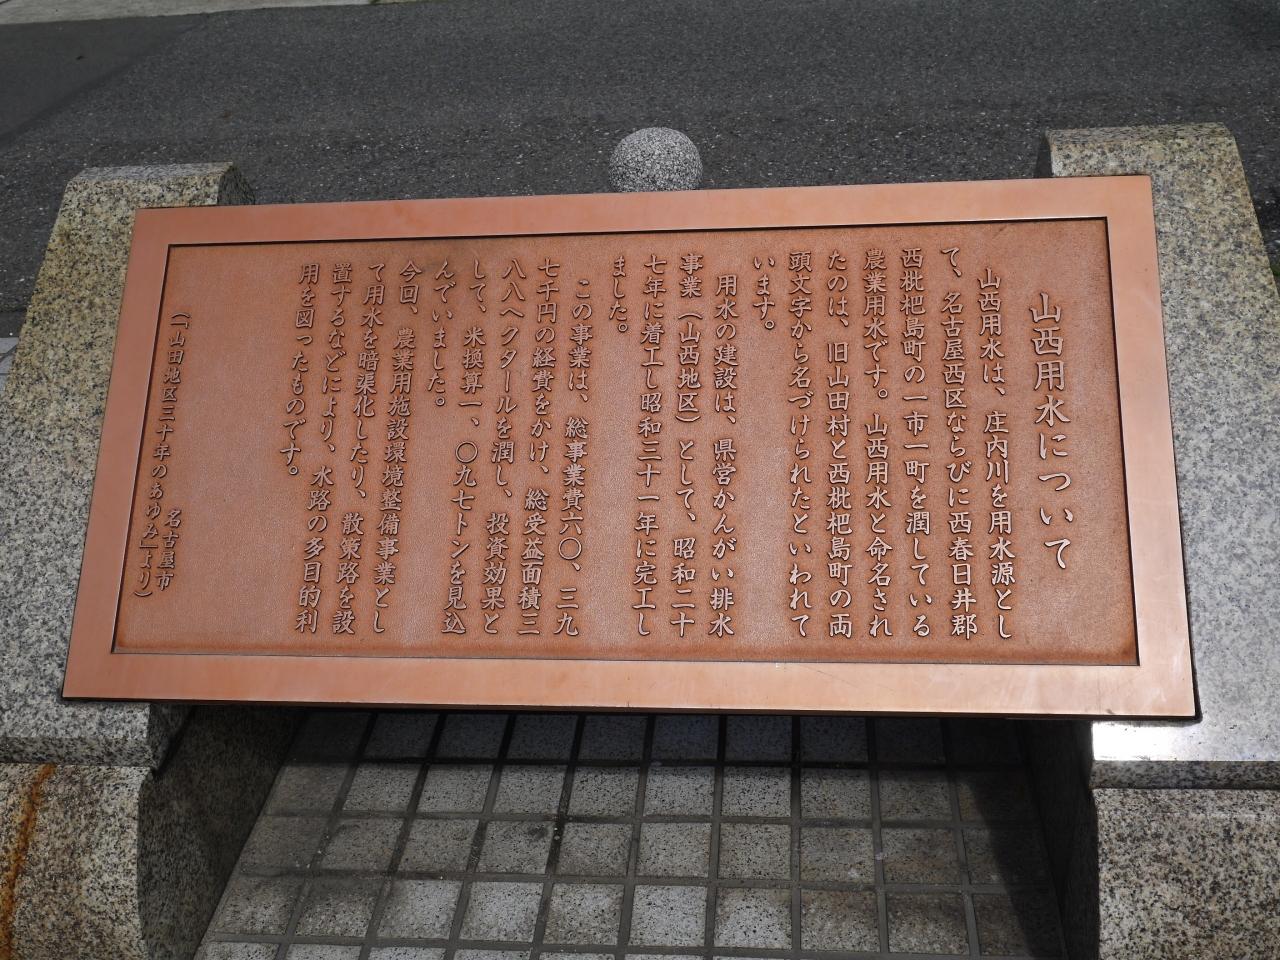 山西用水について
山西用水は、庄内川を用水源とし
て、名古屋西区ならびに西春日井郡
西枇杷島町の一市一町を潤している
農業用水です。山西用水と命名され
たのは、旧山田村と西枇杷島町の両
頭文字から名づけられたといわれて
います。
用水の建設は、県営かんがい排水
事業（山西地区）として、昭和二十
七年に着工し昭和三十一年に完工し
ました。
この事業は、総事業費六〇、三九
七千円の経費をかけ、総受益面積三
八八ヘクタールを潤し、投資効果と
して、米換算一、〇九七トンを見込
んでいました。
今回、農業用施設環境整備事業とし
て用水を暗渠化したり、散策路を設
置するなどにより、水路の多目的利
用を図ったものです。
名古屋市
（「山田地区三十年のあゆみ」より）